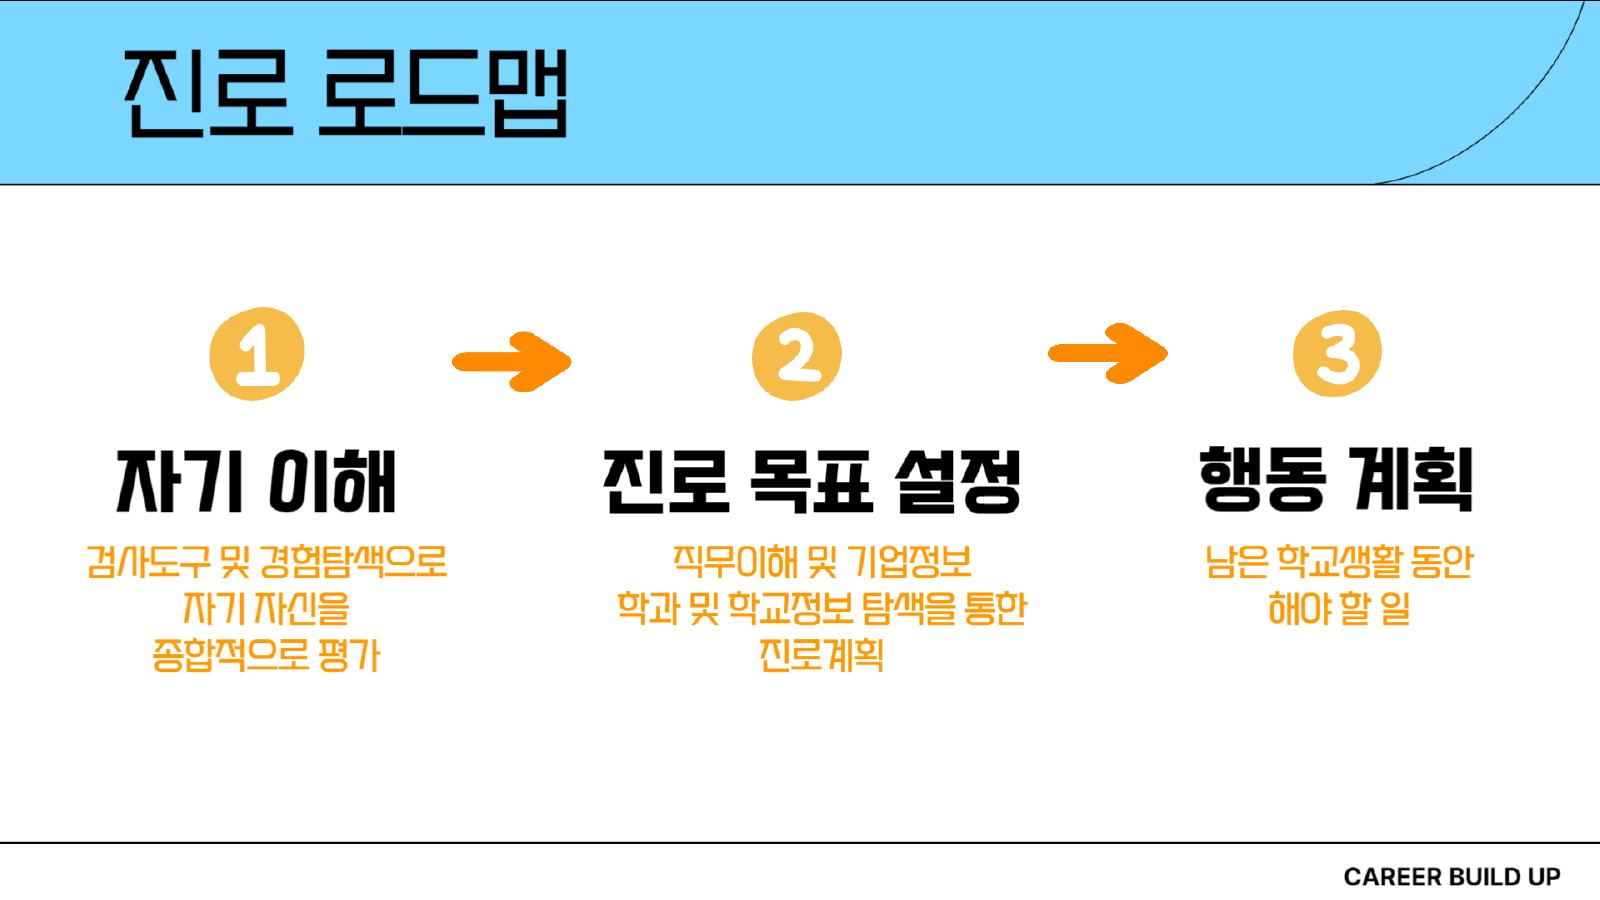 진로 로드맵
1
2
3
자기 이해
검사도구 및 경험탐색으로
자기 자신을
종합적으로 평가
진로 목표 설정
직무이해 및 기업정보
학과 및 학교정보 탐색을 통한
진로계획
행동 계획
남은 학교생활 동안
해야 할 일
CAREER BUILD UP